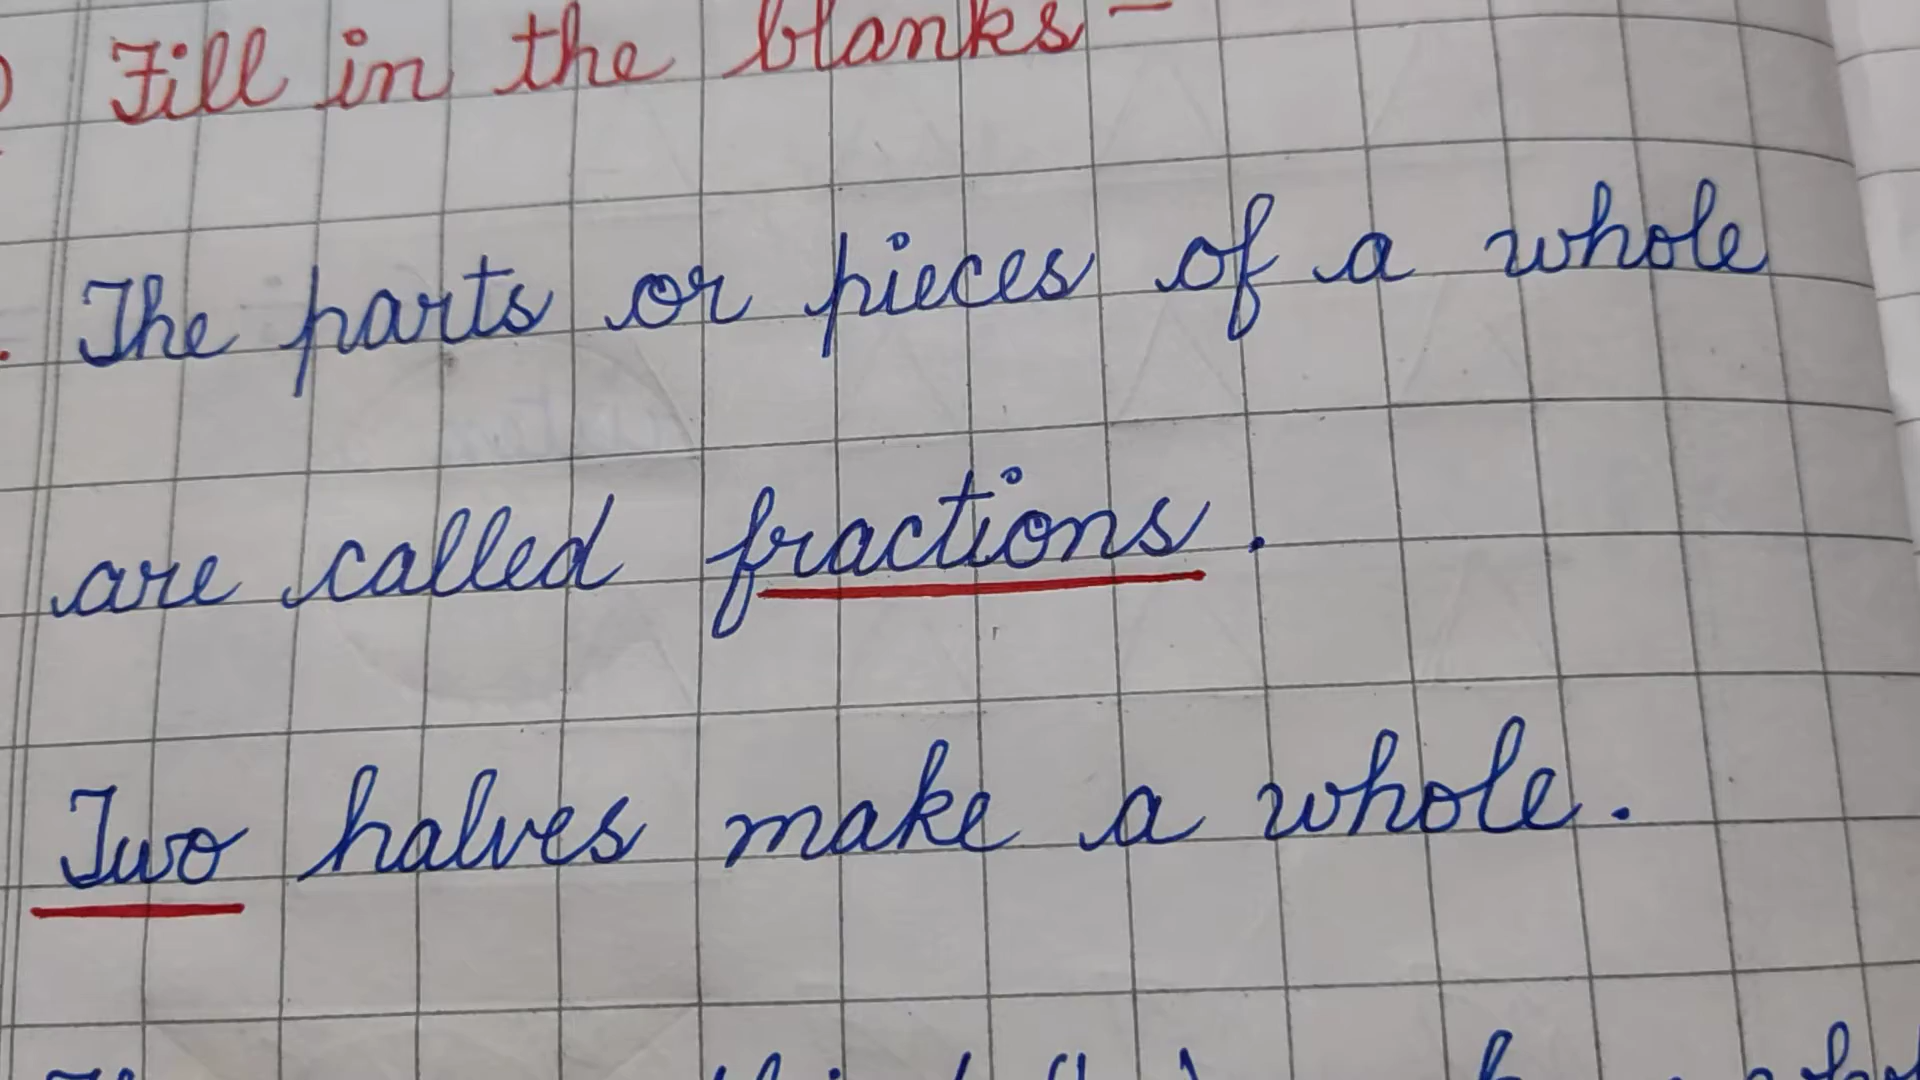 Fill in the blanks -
The parts or pieces of a whole
are called fractions.
Two halves make a whole.